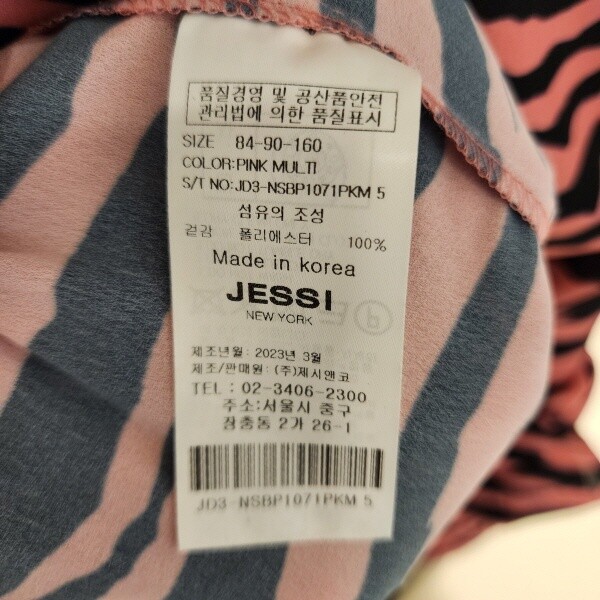 품질경영 및 공산품안전
관리법에 의한 품질표시
SIZE 84-90-160
COLOR:PINK MULTI
S/T NO:JD3-NSBP1071PKM 5
섬유의 조성
겉감 폴리에스터 100%
Made in korea
JESSI
NEW YORK
제조년월 : 2023년 3월
제조/판매원 : (주)제시앤코
TEL : 02-3406-2300
주소:서울시 중구
장충동 2가 26-1
JD3-NSBP1071PKM 5